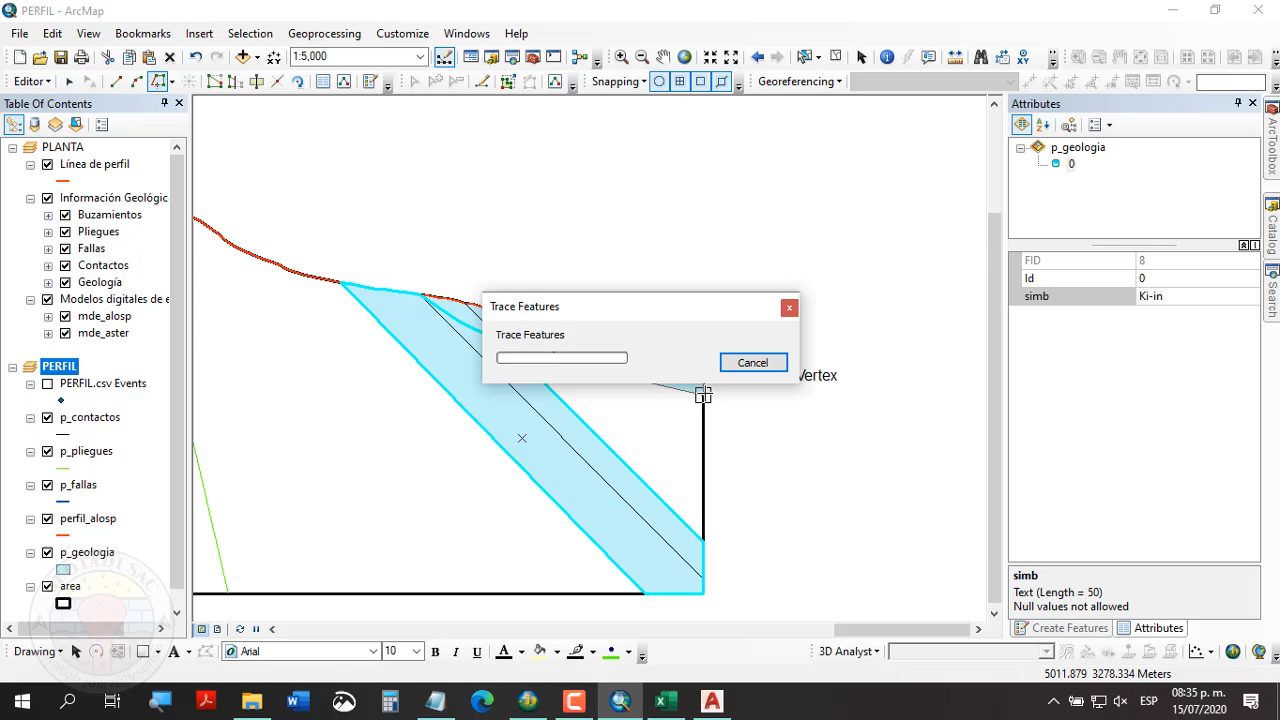 PERFIL - ArcMap
File Edit View Bookmarks Insert Selection Geoprocessing Customize Windows Help
1:5,000
Editor Snapping Georeferencing
Table Of Contents
PLANTA
Línea de perfil
Información Geológic
Buzamientos
Pliegues
Fallas
Contactos
Geología
Modelos digitales de e
mde_alosp
mde_aster
PERFIL
PERFIL.csv Events
p_contactos
p_pliegues
p_fallas
perfil_alosp
p_geologia
area
Trace Features
Trace Features
Cancel
Vertex
Attributes
p_geologia
0
FID 8
Id 0
simb Ki-in
simb
Text (Length = 50)
Null values not allowed
Create Features Attributes
ArcToolbox
Catalog
Search
Drawing A Arial 10 B I U A 3D Analyst
5011.879 3278.334 Meters
ESP
08:35 p. m.
15/07/2020